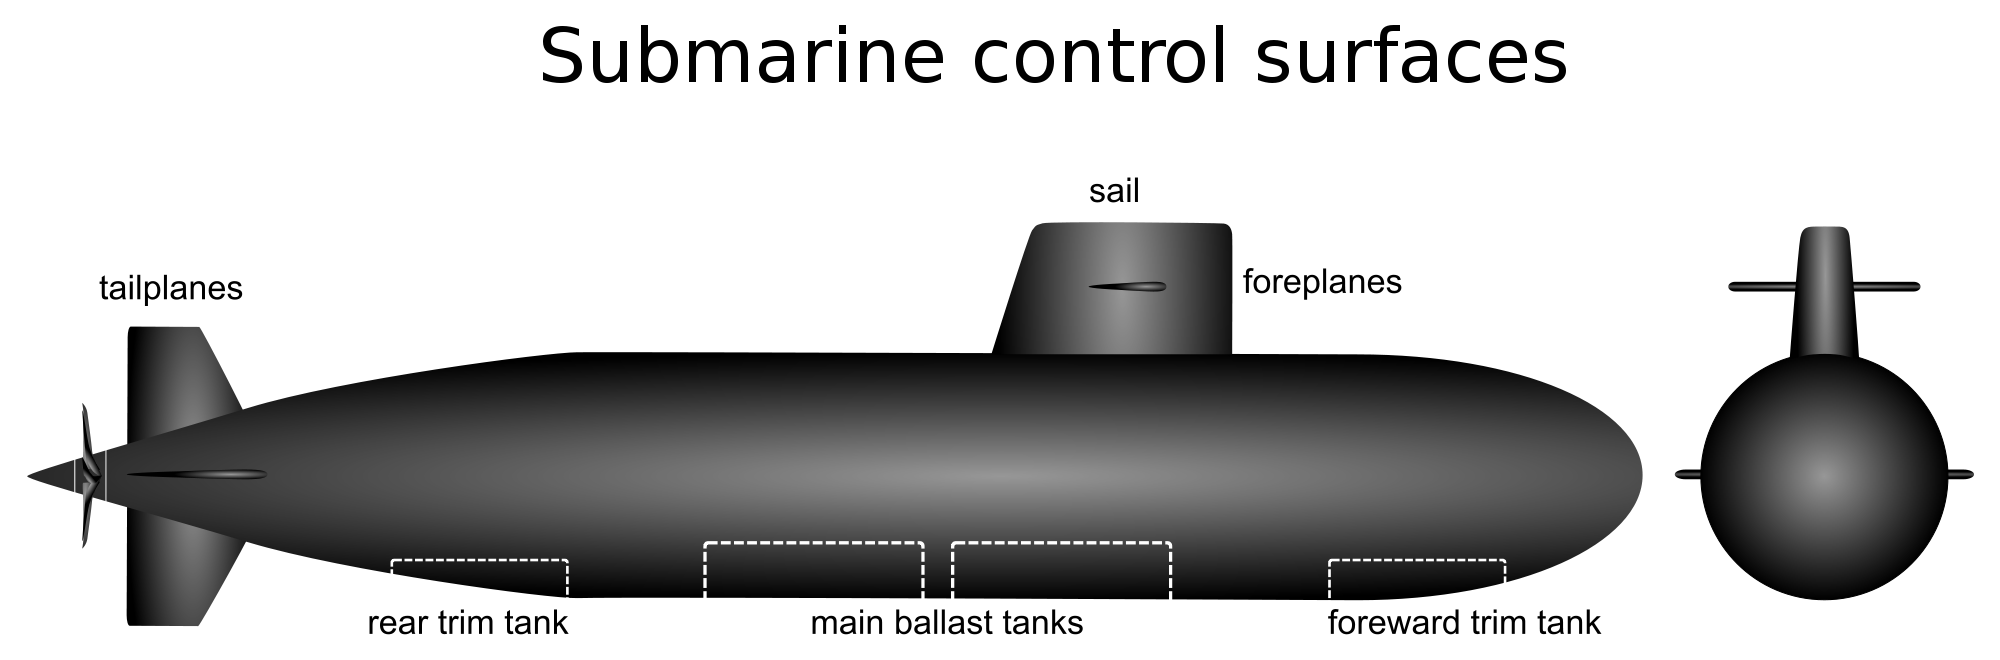 Submarine control surfaces
sail
tailplanes
foreplanes
rear trim tank
main ballast tanks
foreward trim tank